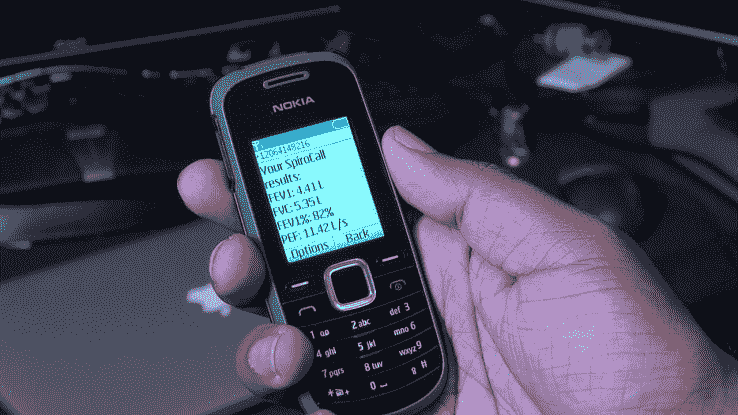 NOKIA
+12064149216
Your SpiroCall
results:
FEV1: 4.41 L
FVC: 5.35 L
FEV1%: 82%
PEF: 11.42 L/s
Options Back
1
2 abc
def 3
4 ghi
5 jkl
mno 6
7 pqrs
8 tuv
wxyz 9
* +
0
#